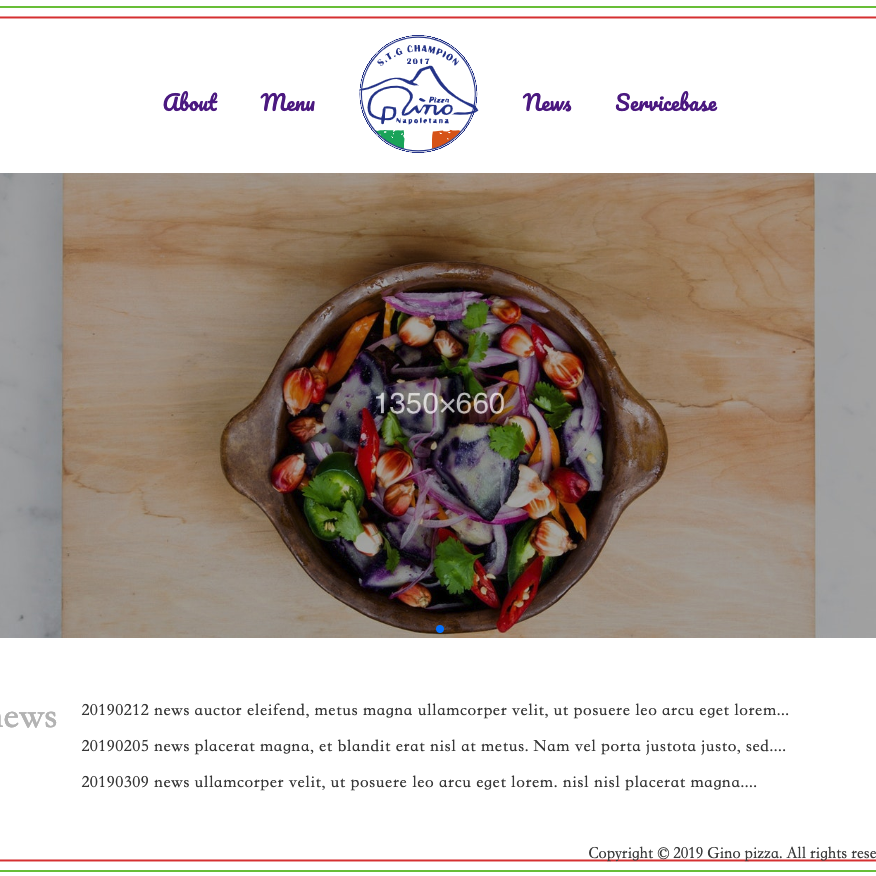 About Menu
S.T.G CHAMPION
2017
Pizza
Gino
Napoletana
News Servicebase
1350×660
news
20190212 news auctor eleifend, metus magna ullamcorper velit, ut posuere leo arcu eget lorem...
20190205 news placerat magna, et blandit erat nisl at metus. Nam vel porta justota justo, sed....
20190309 news ullamcorper velit, ut posuere leo arcu eget lorem. nisl nisl placerat magna....
Copyright © 2019 Gino pizza. All rights rese